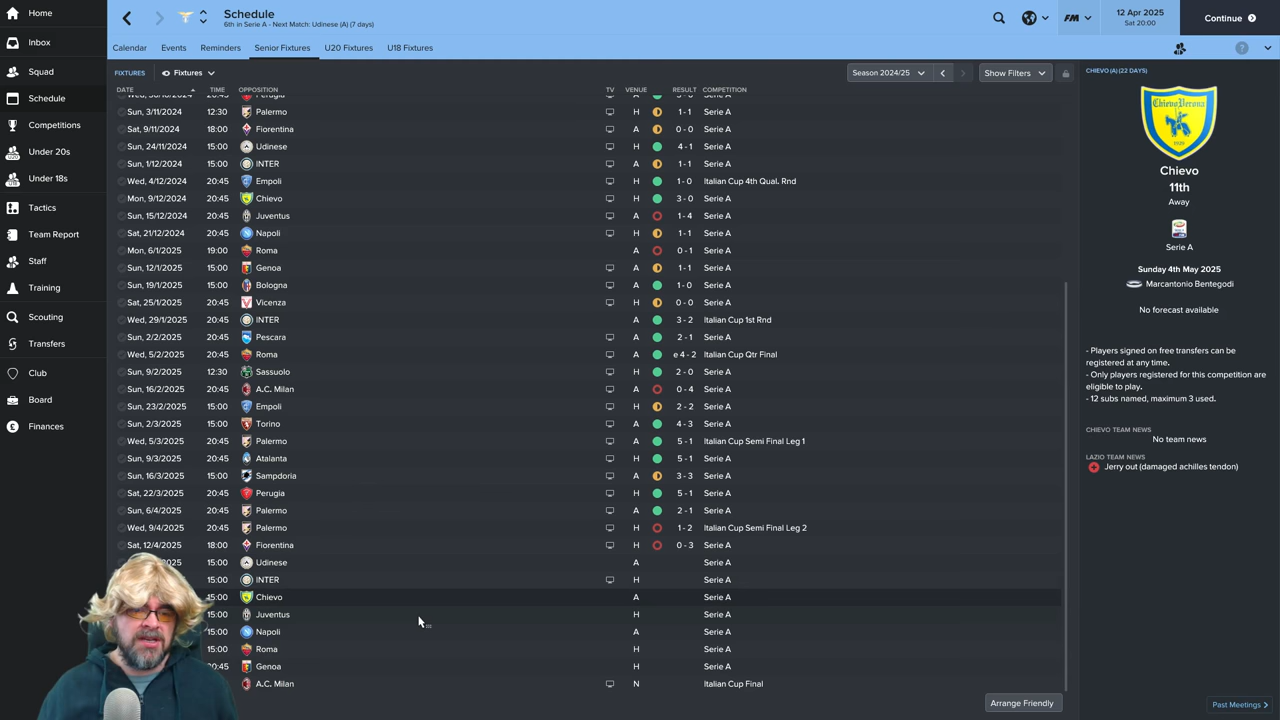 Home
Inbox
Squad
Schedule
Competitions
Under 20s
Under 18s
Tactics
Team Report
Staff
Training
Scouting
Transfers
Club
Board
Finances
Schedule
6th in Serie A - Next Match: Udinese (A) (7 days)
FM
12 Apr 2025
Sat 20:00
Continue
Calendar Events Reminders Senior Fixtures U20 Fixtures U18 Fixtures
FIXTURES Fixtures Season 2024/25 Show Filters
DATE TIME OPPOSITION TV VENUE RESULT COMPETITION
Sun, 3/11/2024 12:30 Palermo H 1-1 Serie A
Sat, 9/11/2024 18:00 Fiorentina A 0-0 Serie A
Sun, 24/11/2024 15:00 Udinese H 4-1 Serie A
Sun, 1/12/2024 15:00 INTER A 1-1 Serie A
Wed, 4/12/2024 20:45 Empoli H 1-0 Italian Cup 4th Qual. Rnd
Mon, 9/12/2024 20:45 Chievo H 3-0 Serie A
Sun, 15/12/2024 20:45 Juventus A 1-4 Serie A
Sat, 21/12/2024 20:45 Napoli H 1-1 Serie A
Mon, 6/1/2025 19:00 Roma A 0-1 Serie A
Sun, 12/1/2025 15:00 Genoa A 1-1 Serie A
Sun, 19/1/2025 15:00 Bologna A 1-0 Serie A
Sat, 25/1/2025 20:45 Vicenza H 0-0 Serie A
Wed, 29/1/2025 20:45 INTER A 3-2 Italian Cup 1st Rnd
Sun, 2/2/2025 20:45 Pescara A 2-1 Serie A
Wed, 5/2/2025 20:45 Roma A e 4-2 Italian Cup Qtr Final
Sun, 9/2/2025 12:30 Sassuolo H 2-0 Serie A
Sun, 16/2/2025 20:45 A.C. Milan A 0-4 Serie A
Sun, 23/2/2025 15:00 Empoli H 2-2 Serie A
Sun, 2/3/2025 15:00 Torino A 4-3 Serie A
Wed, 5/3/2025 20:45 Palermo A 5-1 Italian Cup Semi Final Leg 1
Sun, 9/3/2025 20:45 Atalanta H 5-1 Serie A
Sun, 16/3/2025 15:00 Sampdoria A 3-3 Serie A
Sat, 22/3/2025 20:45 Perugia H 5-1 Serie A
Sun, 6/4/2025 20:45 Palermo A 2-1 Serie A
Wed, 9/4/2025 20:45 Palermo H 1-2 Italian Cup Semi Final Leg 2
Sat, 12/4/2025 18:00 Fiorentina H 0-3 Serie A
15:00 Udinese A Serie A
15:00 INTER H Serie A
15:00 Chievo A Serie A
15:00 Juventus H Serie A
15:00 Napoli A Serie A
15:00 Roma H Serie A
20:45 Genoa H Serie A
A.C. Milan N Italian Cup Final
Arrange Friendly
CHIEVO (A) (22 DAYS)
ChievoVerona
1929
Chievo
11th
Away
Serie A
Sunday 4th May 2025
Marcantonio Bentegodi
No forecast available
- Players signed on free transfers can be
registered at any time.
- Only players registered for this competition are
eligible to play.
- 12 subs named, maximum 3 used.
CHIEVO TEAM NEWS
No team news
LAZIO TEAM NEWS
Jerry out (damaged achilles tendon)
Past Meetings